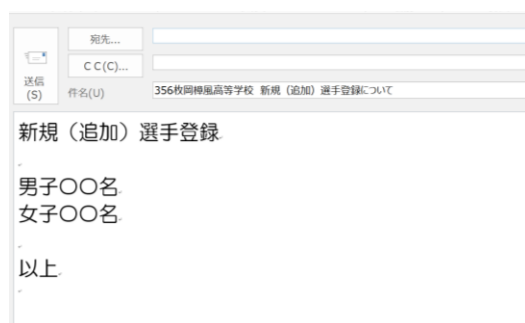 宛先...
CC(C)...
送信
(S)
件名(U)
356枚岡樟風高等学校 新規（追加）選手登録について
新規（追加）選手登録
男子〇〇名
女子〇〇名
以上